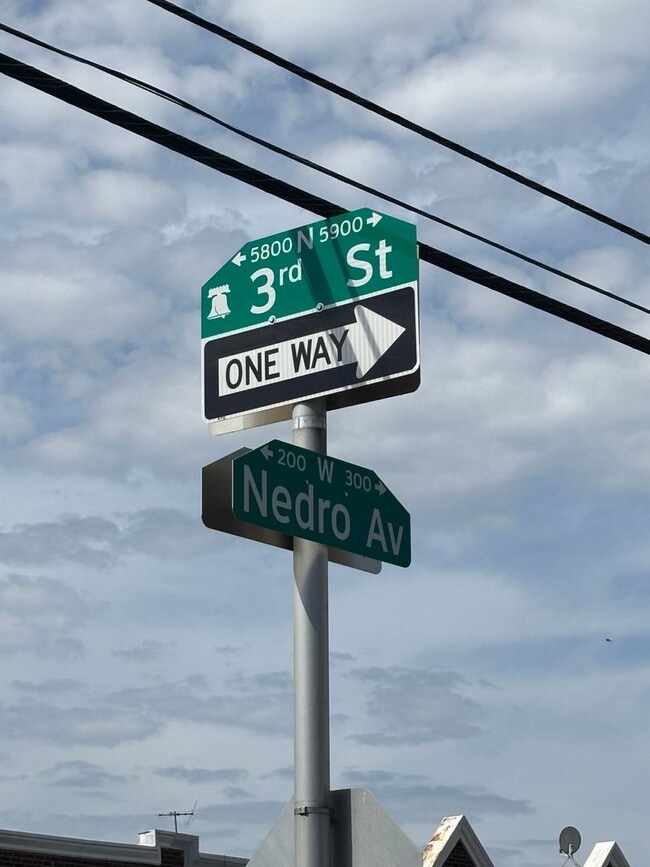 5800 N 5900
3rd St
ONE WAY
200 W 300
Nedro Av